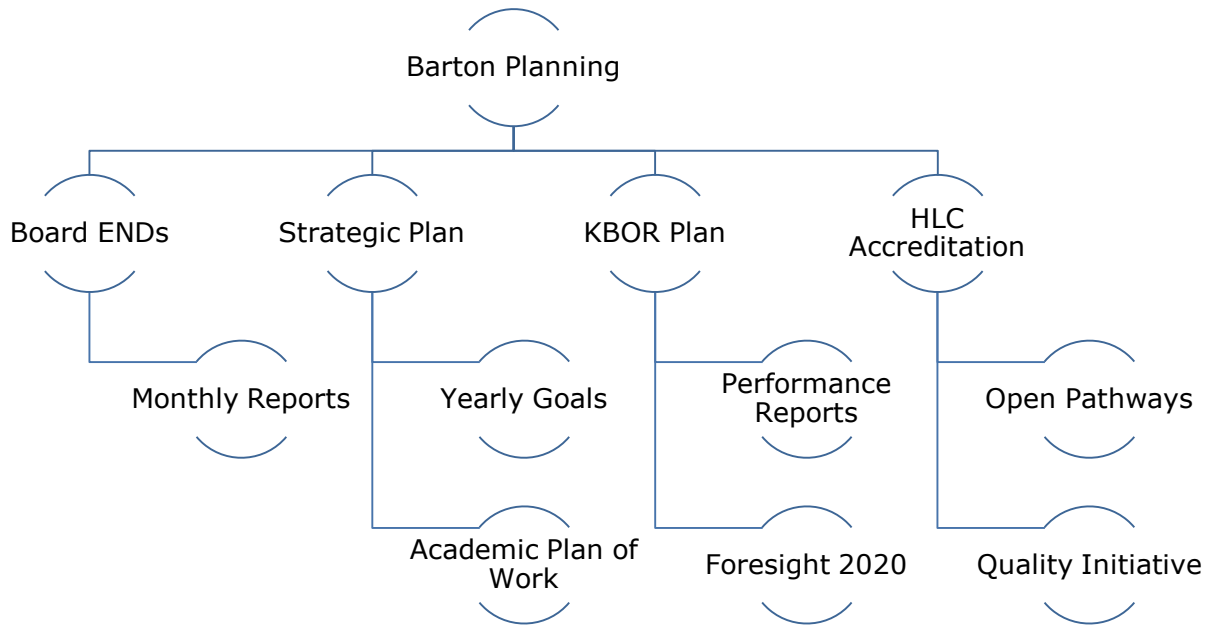 Barton Planning
Board ENDs
Strategic Plan
KBOR Plan
HLC
Accreditation
Monthly Reports
Yearly Goals
Performance
Reports
Open Pathways
Academic Plan of
Work
Foresight 2020
Quality Initiative